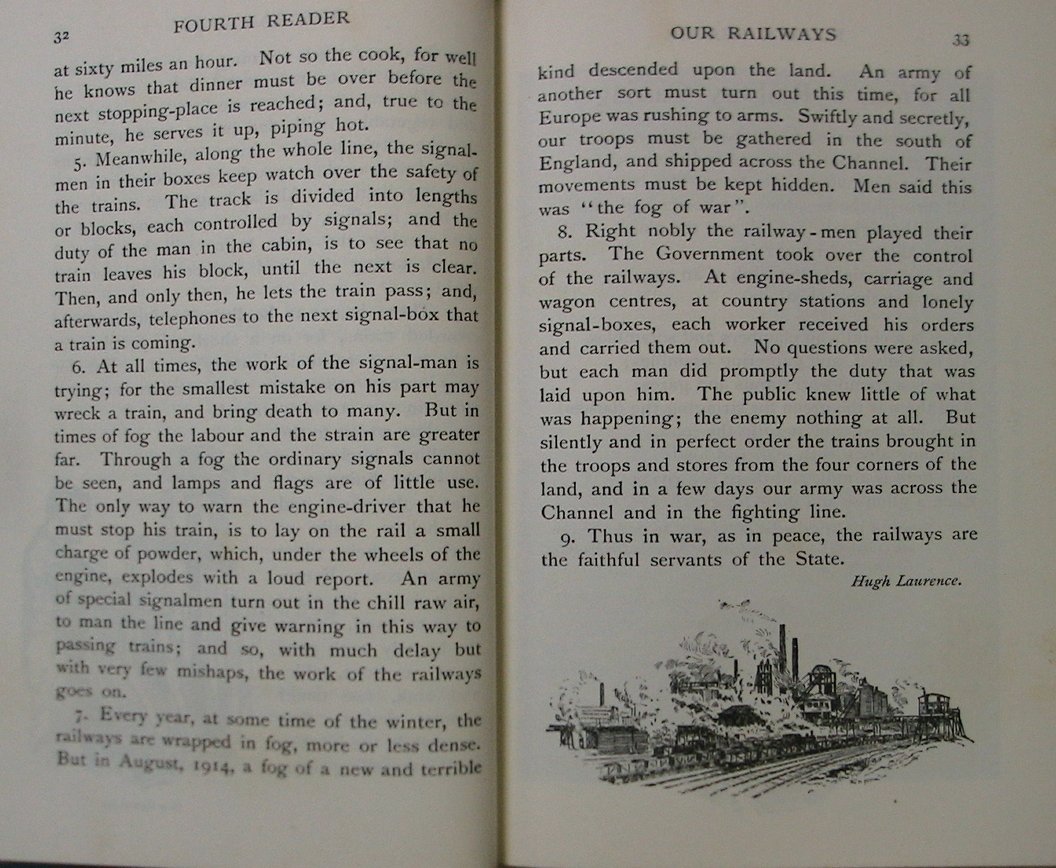 32
FOURTH READER
at sixty miles an hour. Not so the cook, for well
he knows that dinner must be over before the
next stopping-place is reached; and, true to the
minute, he serves it up, piping hot.
5. Meanwhile, along the whole line, the signal-
men in their boxes keep watch over the safety of
the trains. The track is divided into lengths
or blocks, each controlled by signals; and the
duty of the man in the cabin, is to see that no
train leaves his block, until the next is clear.
Then, and only then, he lets the train pass; and,
afterwards, telephones to the next signal-box that
a train is coming.
6. At all times, the work of the signal-man is
trying; for the smallest mistake on his part may
wreck a train, and bring death to many. But in
times of fog the labour and the strain are greater
far. Through a fog the ordinary signals cannot
be seen, and lamps and flags are of little use.
The only way to warn the engine-driver that he
must stop his train, is to lay on the rail a small
charge of powder, which, under the wheels of the
engine, explodes with a loud report. An army
of special signalmen turn out in the chill raw air,
to man the line and give warning in this way to
passing trains; and so, with much delay but
with very few mishaps, the work of the railways
goes on.
7. Every year, at some time of the winter, the
railways are wrapped in fog, more or less dense.
But in August, 1914, a fog of a new and terrible
OUR RAILWAYS
33
kind descended upon the land. An army of
another sort must turn out this time, for all
Europe was rushing to arms. Swiftly and secretly,
our troops must be gathered in the south of
England, and shipped across the Channel. Their
movements must be kept hidden. Men said this
was "the fog of war".
8. Right nobly the railway-men played their
parts. The Government took over the control
of the railways. At engine-sheds, carriage and
wagon centres, at country stations and lonely
signal-boxes, each worker received his orders
and carried them out. No questions were asked,
but each man did promptly the duty that was
laid upon him. The public knew little of what
was happening; the enemy nothing at all. But
silently and in perfect order the trains brought in
the troops and stores from the four corners of the
land, and in a few days our army was across the
Channel and in the fighting line.
9. Thus in war, as in peace, the railways are
the faithful servants of the State.
Hugh Laurence.